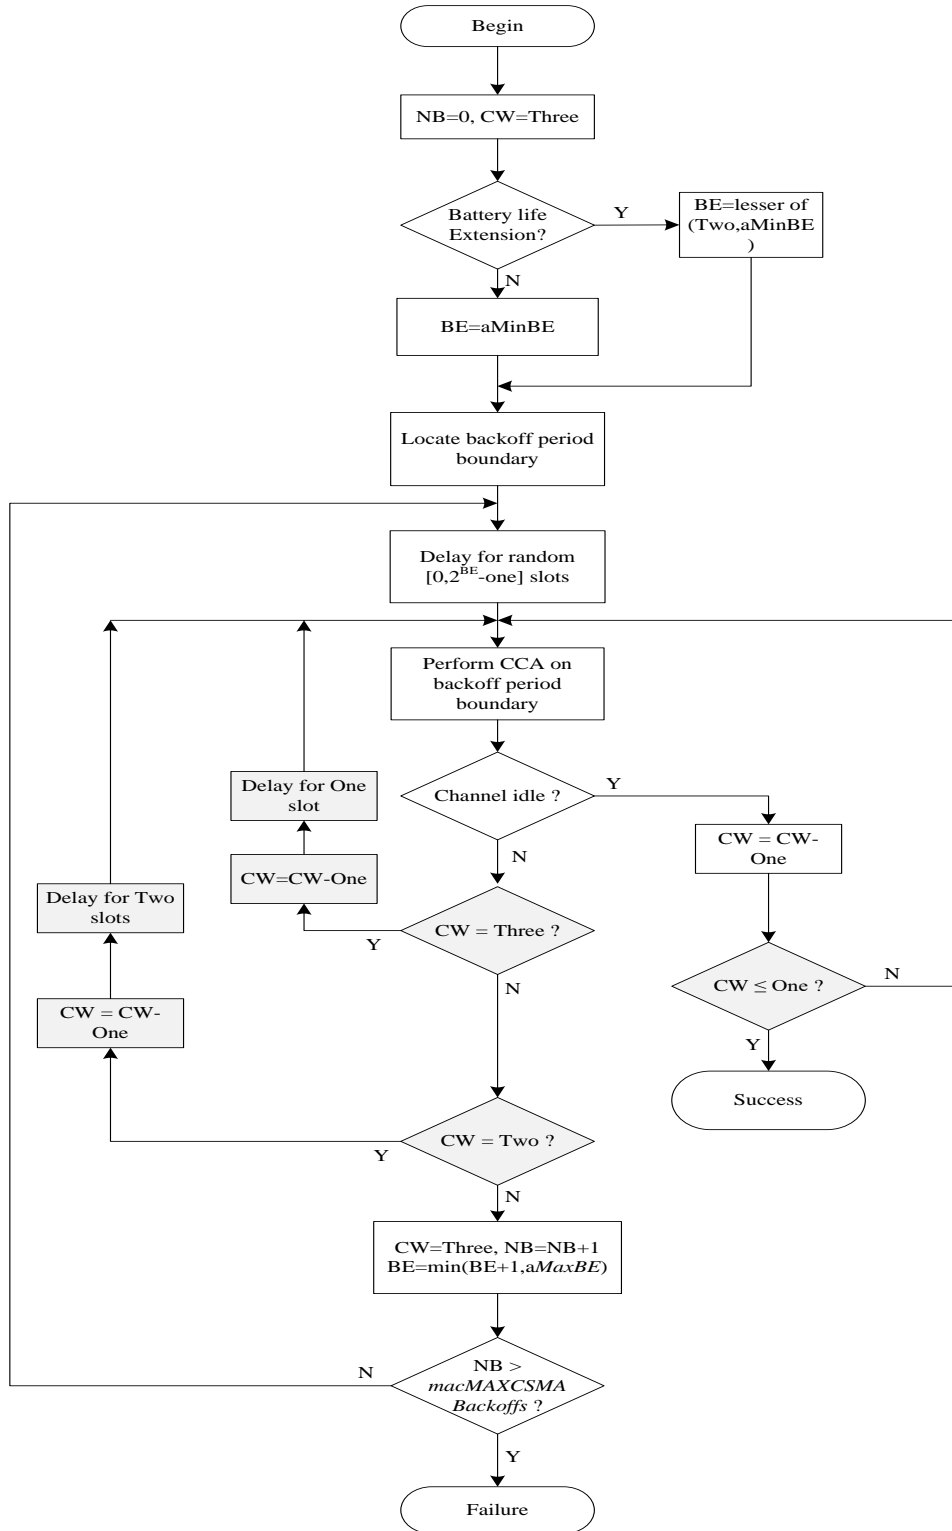 Begin
NB=0, CW=Three
Battery life
Extension?
Y
BE=lesser of
(Two,aMinBE
)
N
BE=aMinBE
Locate backoff period
boundary
Delay for random
[0,2^BE-one] slots
Perform CCA on
backoff period
boundary
Channel idle ?
Y
N
CW = CW-
One
Delay for One
slot
CW=CW-One
CW = Three ?
Y
N
Delay for Two
slots
CW = CW-
One
CW ≤ One ?
N
Y
Success
CW = Two ?
Y
N
CW=Three, NB=NB+1
BE=min(BE+1,aMaxBE)
NB >
macMAXCSMA
Backoffs ?
N
Y
Failure